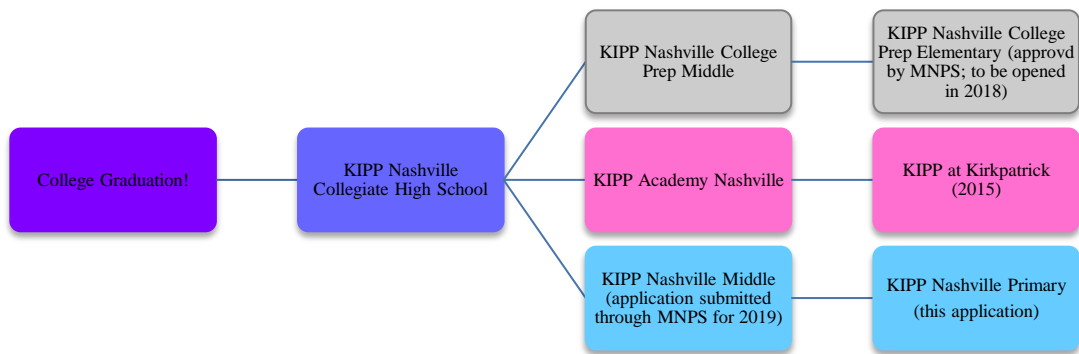 College Graduation!
KIPP Nashville
Collegiate High School
KIPP Nashville College
Prep Middle
KIPP Nashville College
Prep Elementary (approvd
by MNPS; to be opened
in 2018)
KIPP Academy Nashville
KIPP at Kirkpatrick
(2015)
KIPP Nashville Middle
(application submitted
through MNPS for 2019)
KIPP Nashville Primary
(this application)